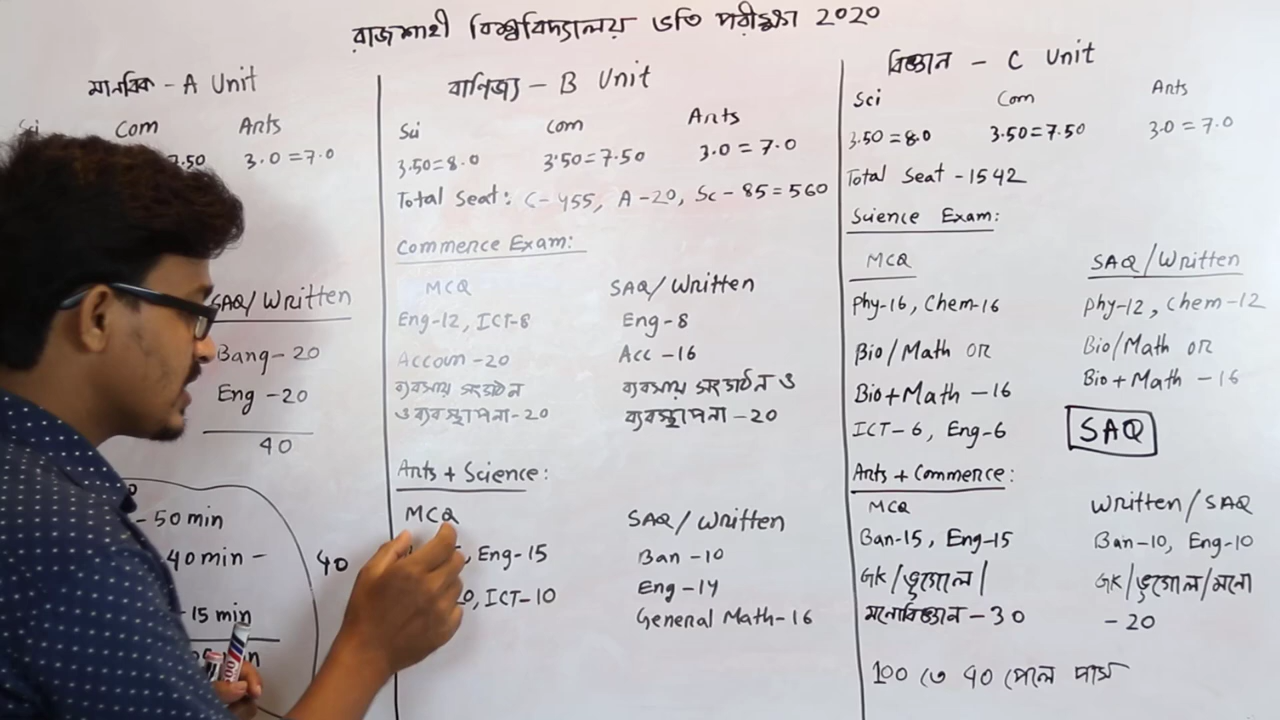 রাজশাহী বিশ্ববিদ্যালয় ভর্তি পরীক্ষা 2020
মানবিক - A Unit
Com Arts
7.50 3.0 = 7.0
SAQ/Written
Bang - 20
Eng - 20
40
- 50 min
40 min - 40
15 min
বানিজ্য - B Unit
Sci Com Arts
3.50 = 8.0 3.50 = 7.50 3.0 = 7.0
Total Seat: C - 455, A - 20, Sc - 85 = 560
Commerce Exam:
MCQ SAQ/Written
Eng-12, ICT-8 Eng-8
Accoun-20 Acc-16
ব্যবসায় সংগঠন ব্যবসায় সংগঠন ও
ও ব্যবস্থাপনা-20 ব্যবস্থাপনা-20
Arts + Science:
MCQ SAQ/Written
, Eng-15 Ban-10
0, ICT-10 Eng-14
General Math-16
বিজ্ঞান - C Unit
Sci Com Arts
3.50 = 8.0 3.50 = 7.50 3.0 = 7.0
Total Seat - 1542
Science Exam:
MCQ SAQ/Written
Phy-16, Chem-16 Phy-12, Chem-12
Bio/Math OR Bio/Math OR
Bio+Math - 16 Bio+Math - 16
ICT-6, Eng-6 SAQ
Arts + Commerce:
MCQ Written/SAQ
Ban-15, Eng-15 Ban-10, Eng-10
GK/ভূগোল/ GK/ভূগোল/মনো
মনোবিজ্ঞান - 30 - 20
100 তে 40 পেলে পাস